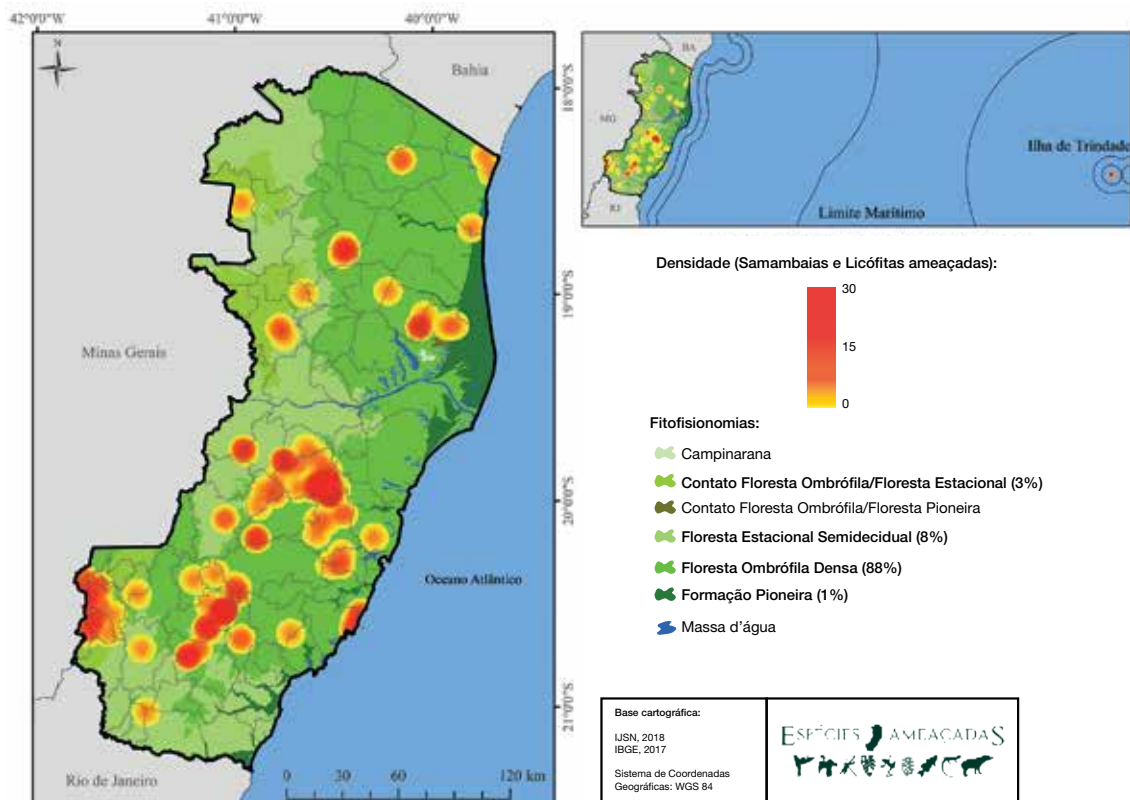 42°0'0"W
41°0'0"W
40°0'0"W
N
Bahia
18°0'0"S
19°0'0"S
Minas Gerais
20°0'0"S
Oceano Atlântico
21°0'0"S
Rio de Janeiro
0 30 60 120 km
BA
MG
RJ
Ilha de Trindade
Limite Marítimo
Densidade (Samambaias e Licófitas ameaçadas):
30
15
0
Fitofisionomias:
Campinarana
Contato Floresta Ombrófila/Floresta Estacional (3%)
Contato Floresta Ombrófila/Floresta Pioneira
Floresta Estacional Semidecidual (8%)
Floresta Ombrófila Densa (88%)
Formação Pioneira (1%)
Massa d'água
Base cartográfica:
IJSN, 2018
IBGE, 2017
Sistema de Coordenadas
Geográficas: WGS 84
ESPÉCIES AMEAÇADAS